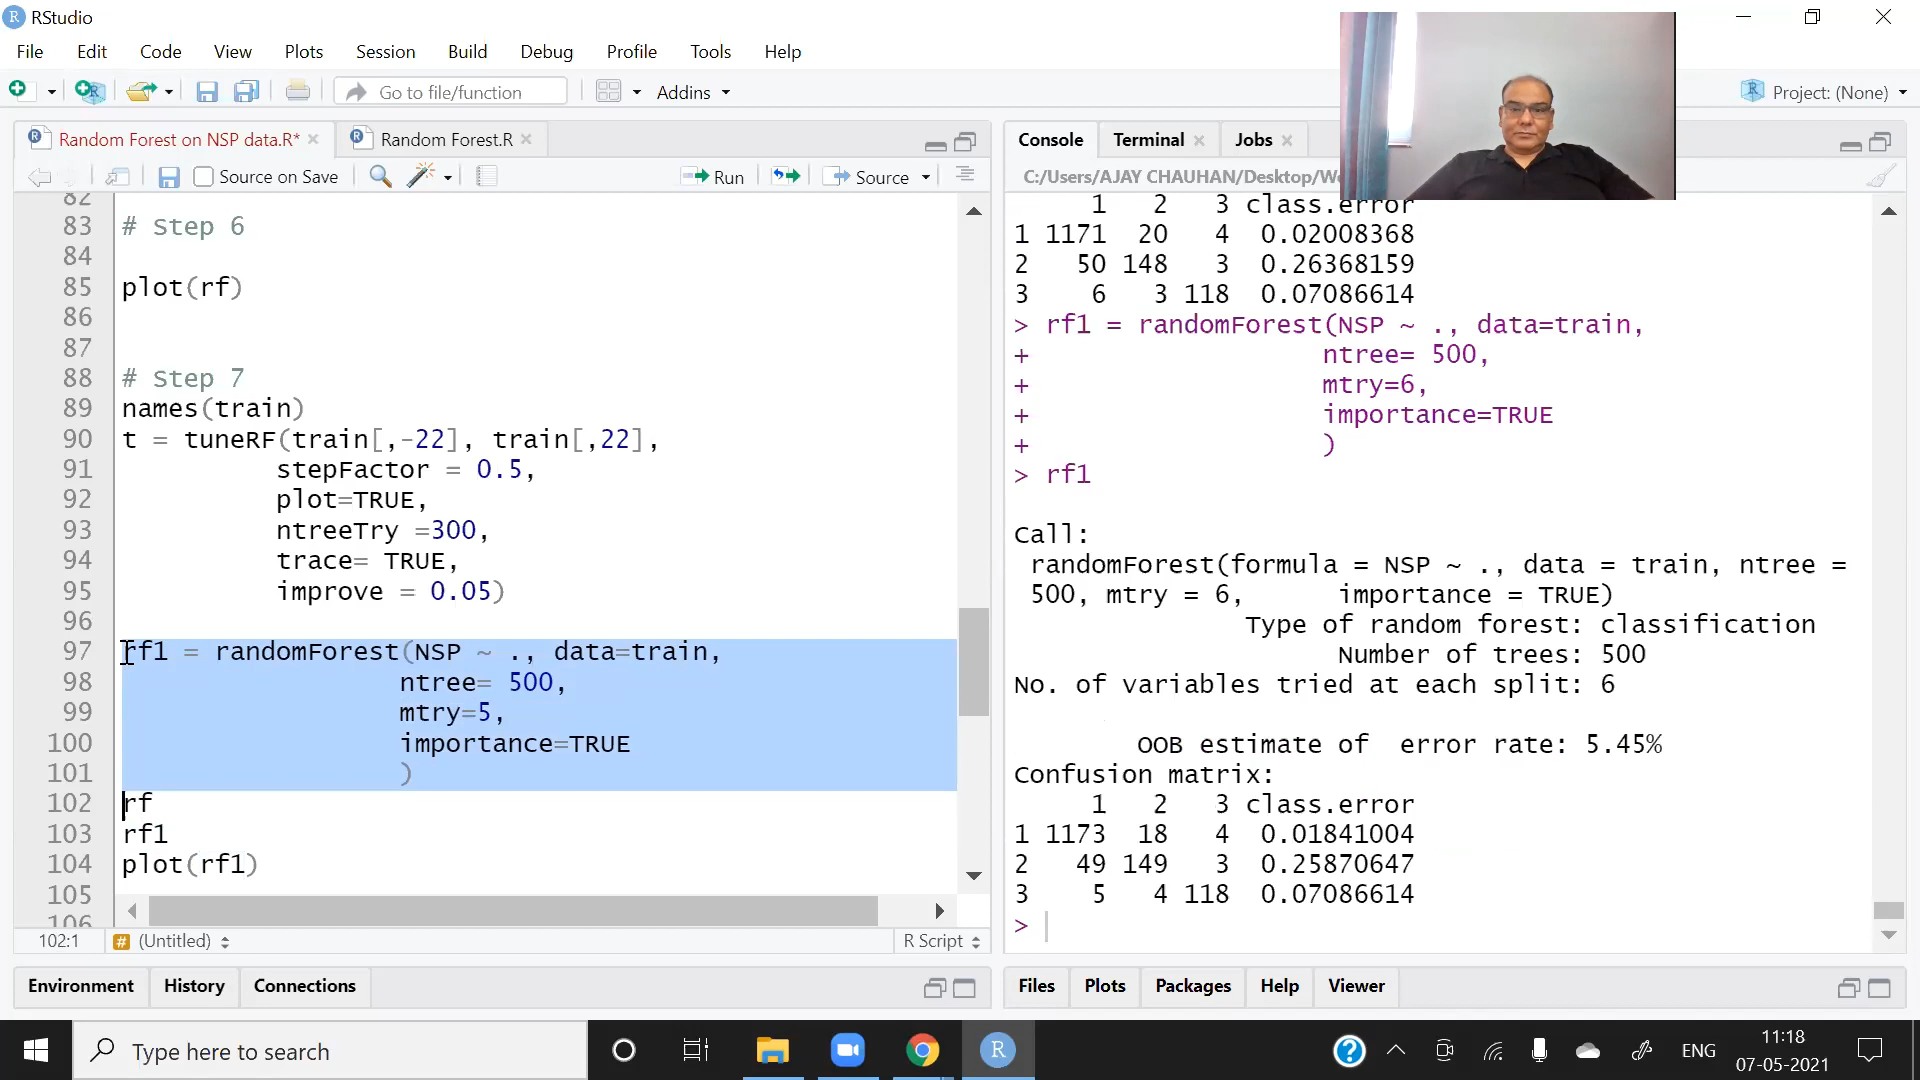 RStudio
File Edit Code View Plots Session Build Debug Profile Tools Help
Go to file/function Addins Project: (None)
Random Forest on NSP data.R* Random Forest.R
Source on Save Run Source
82
83 # Step 6
84
85 plot(rf)
86
87
88 # Step 7
89 names(train)
90 t = tuneRF(train[,-22], train[,22],
91 stepFactor = 0.5,
92 plot=TRUE,
93 ntreeTry =300,
94 trace= TRUE,
95 improve = 0.05)
96
97 rf1 = randomForest(NSP ~ ., data=train,
98 ntree= 500,
99 mtry=5,
100 importance=TRUE
101 )
102 rf
103 rf1
104 plot(rf1)
105
106
102:1 # (Untitled) R Script
Environment History Connections
Console Terminal Jobs
C:/Users/AJAY CHAUHAN/Desktop/
1 2 3 class.error
1 1171 20 4 0.02008368
2 50 148 3 0.26368159
3 6 3 118 0.07086614
> rf1 = randomForest(NSP ~ ., data=train,
+ ntree= 500,
+ mtry=6,
+ importance=TRUE
+ )
> rf1
Call:
randomForest(formula = NSP ~ ., data = train, ntree =
500, mtry = 6, importance = TRUE)
Type of random forest: classification
Number of trees: 500
No. of variables tried at each split: 6
OOB estimate of error rate: 5.45%
Confusion matrix:
1 2 3 class.error
1 1173 18 4 0.01841004
2 49 149 3 0.25870647
3 5 4 118 0.07086614
>
Files Plots Packages Help Viewer
Type here to search
R
ENG
11:18
07-05-2021